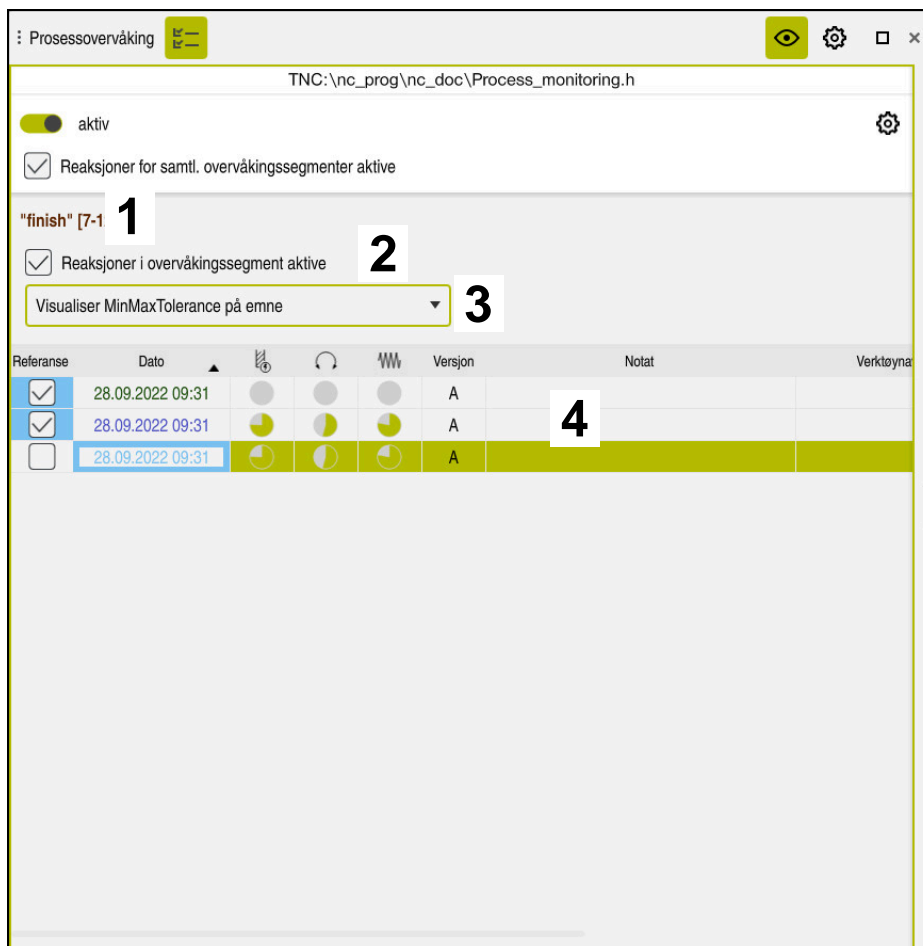 Prosessovervåking
TNC:\nc_prog\nc_doc\Process_monitoring.h
aktiv
Reaksjoner for samtl. overvåkingssegmenter aktive
"finish" [7-1
1
Reaksjoner i overvåkingssegment aktive
2
Visualiser MinMaxTolerance på emne
3
Referanse Dato Versjon Notat Verktøyna
28.09.2022 09:31 A
28.09.2022 09:31 A
4
28.09.2022 09:31 A